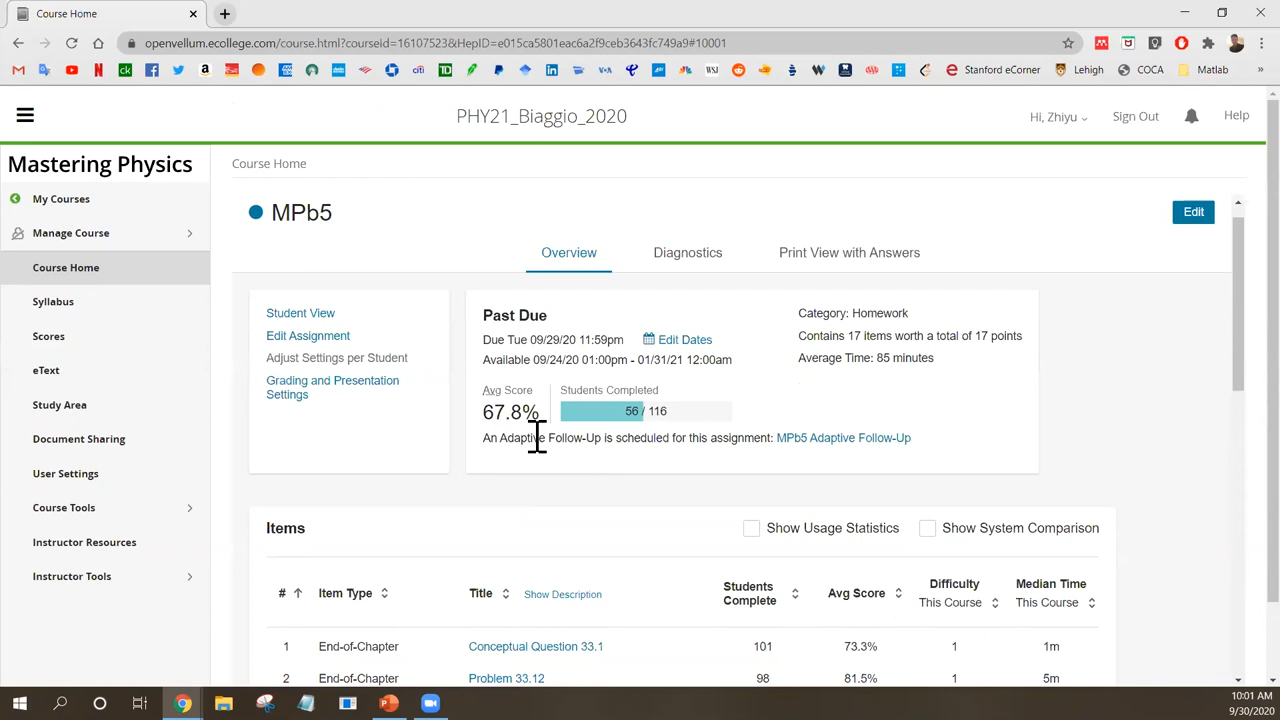 Course Home
openvellum.ecollege.com/course.html?courseid=16107523&HepID=e015ca5801eac6a2f9ceb3643fc749a9#10001
Stanford eCorner
Lehigh
COCA
Matlab
PHY21_Biaggio_2020
Hi, Zhiyu
Sign Out
Help
Mastering Physics
My Courses
Manage Course
Course Home
Syllabus
Scores
eText
Study Area
Document Sharing
User Settings
Course Tools
Instructor Resources
Instructor Tools
Course Home
MPb5
Edit
Overview
Diagnostics
Print View with Answers
Student View
Edit Assignment
Adjust Settings per Student
Grading and Presentation
Settings
Past Due
Due Tue 09/29/20 11:59pm
Edit Dates
Available 09/24/20 01:00pm - 01/31/21 12:00am
Category: Homework
Contains 17 items worth a total of 17 points
Average Time: 85 minutes
Avg Score
67.8%
Students Completed
56 / 116
An Adaptive Follow-Up is scheduled for this assignment: MPb5 Adaptive Follow-Up
Items
Show Usage Statistics
Show System Comparison
# Item Type Title Show Description Students Complete Avg Score Difficulty This Course Median Time This Course
1 End-of-Chapter Conceptual Question 33.1 101 73.3% 1 1m
2 End-of-Chapter Problem 33.12 98 81.5% 1 5m
10:01 AM
9/30/2020